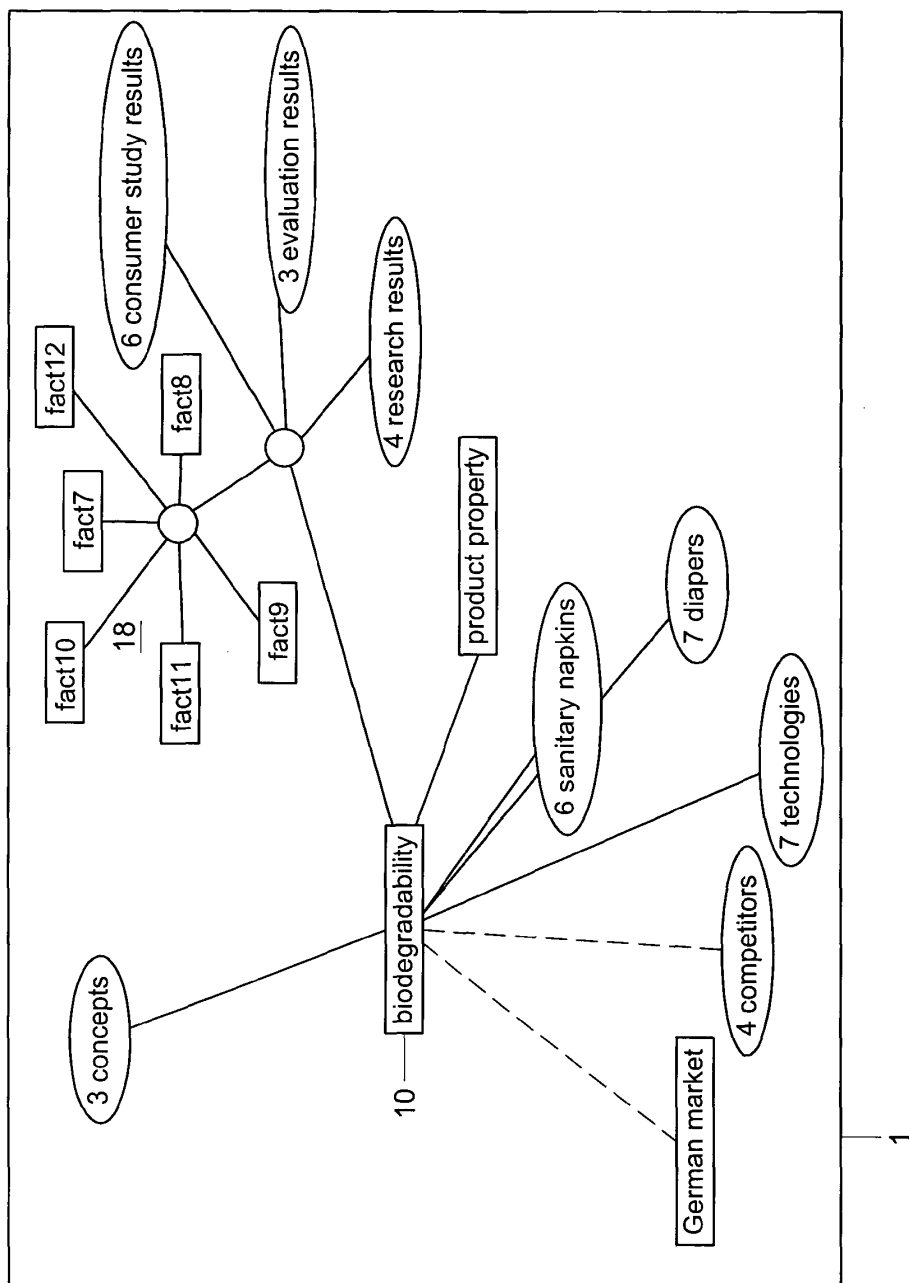 3 concepts
fact10
fact7
fact12
6 consumer study results
18
fact11
fact8
fact9
3 evaluation results
10
biodegradability
4 research results
product property
6 sanitary napkins
German market
4 competitors
7 technologies
7 diapers
1